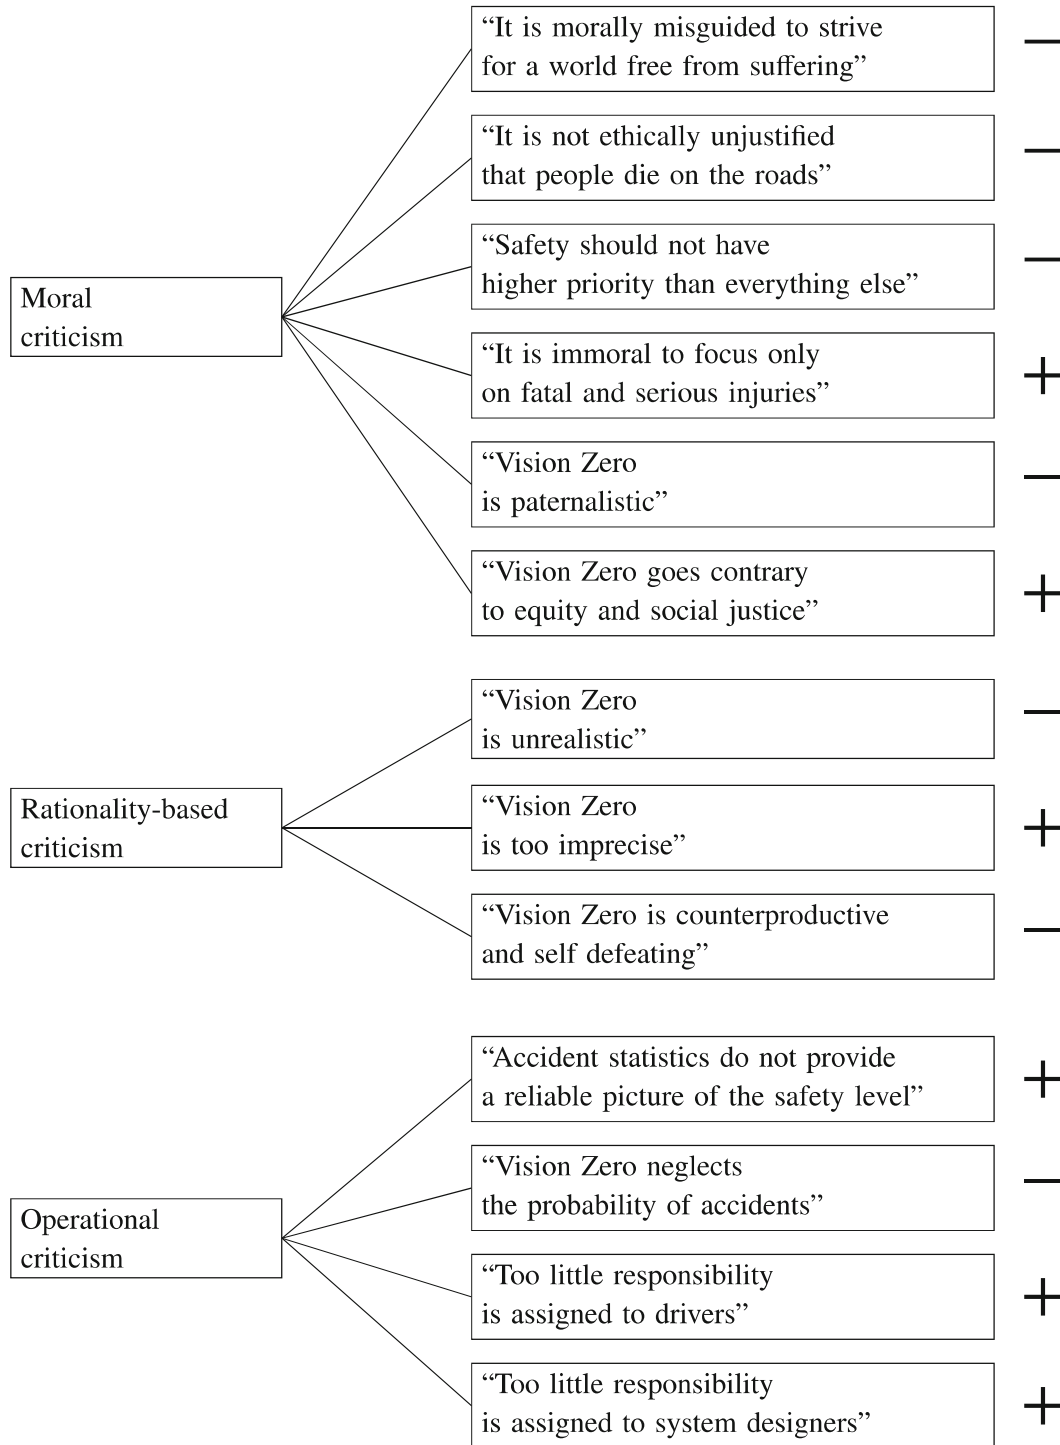 “It is morally misguided to strive
for a world free from suffering”
−
“It is not ethically unjustified
that people die on the roads”
−
“Safety should not have
higher priority than everything else”
−
Moral
criticism
“It is immoral to focus only
on fatal and serious injuries”
+
“Vision Zero
is paternalistic”
−
“Vision Zero goes contrary
to equity and social justice”
+
“Vision Zero
is unrealistic”
−
Rationality-based
criticism
“Vision Zero
is too imprecise”
+
“Vision Zero is counterproductive
and self defeating”
−
“Accident statistics do not provide
a reliable picture of the safety level”
+
“Vision Zero neglects
the probability of accidents”
−
Operational
criticism
“Too little responsibility
is assigned to drivers”
+
“Too little responsibility
is assigned to system designers”
+